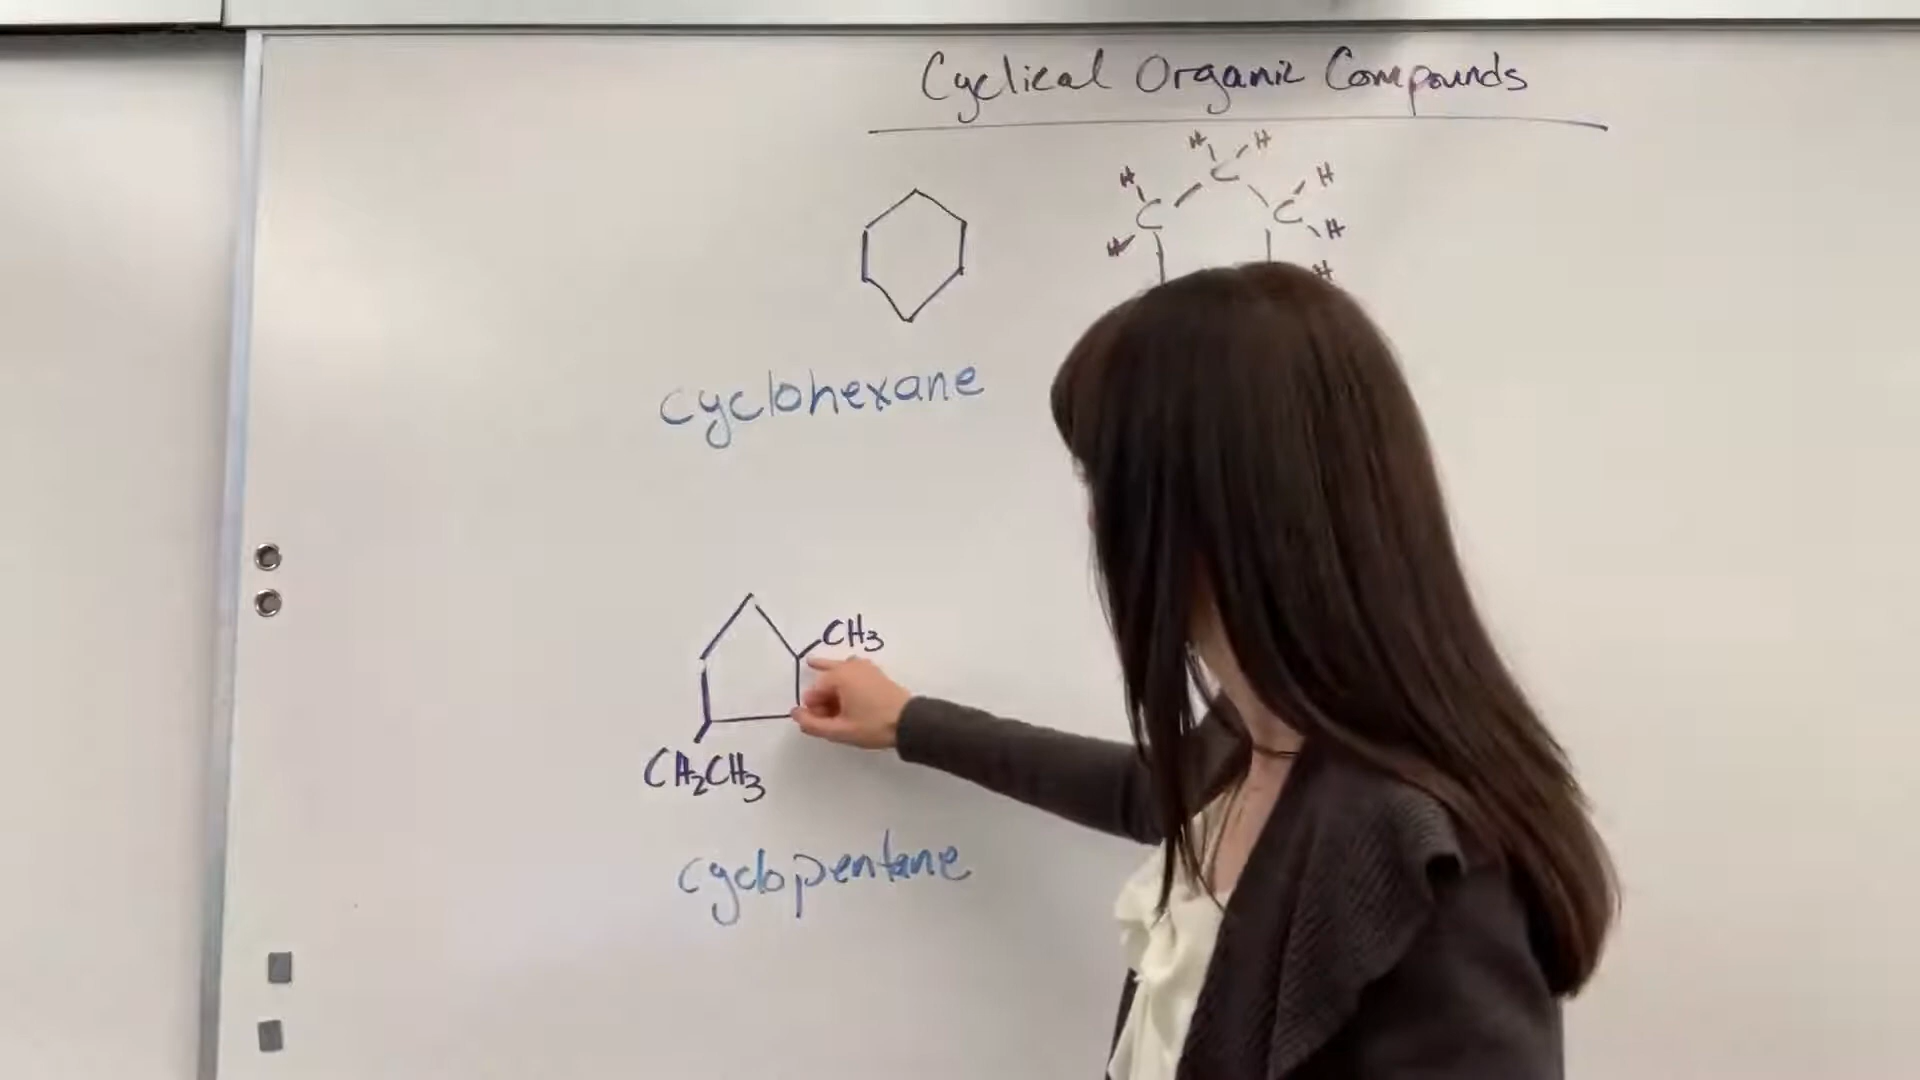 Cyclical Organic Compounds
H H
H C H
C C
H H
H
cyclohexane
CH3
CH2CH3
cyclopentane